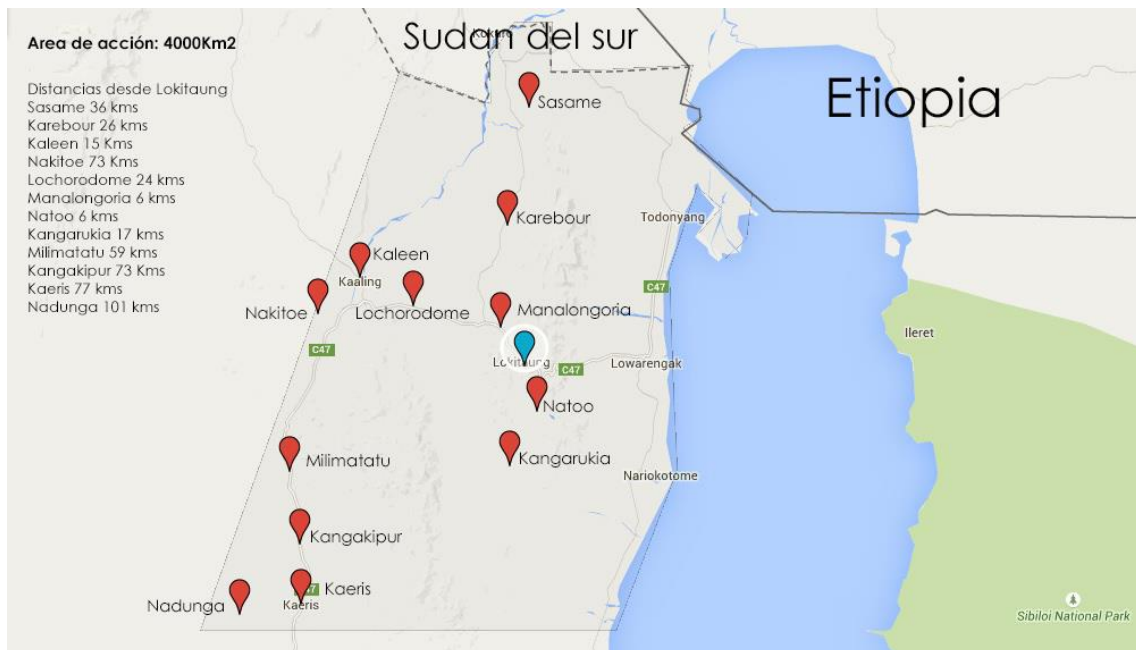 Sudan del sur
Area de acción: 4000Km2
Etiopia
Distancias desde Lokitaung
Sasame 36 kms
Karebour 26 kms
Kaleen 15 Kms
Nakitoe 73 Kms
Lochorodome 24 kms
Manalongoria 6 kms
Natoo 6 kms
Kangarukia 17 kms
Milimatatu 59 kms
Kangakipur 73 Kms
Kaeris 77 kms
Nadunga 101 kms
Sasame
Karebour
Todonyang
Kaleen
Kaaling
C47
Nakitoe
Lochorodome
Manalongoria
Ileret
C47
Lokitaung
C47
Lowarengak
Natoo
Kangarukia
Milimatatu
Nariokotome
Kangakipur
Kaeris
Kaeris
Nadunga
Sibiloi National Park